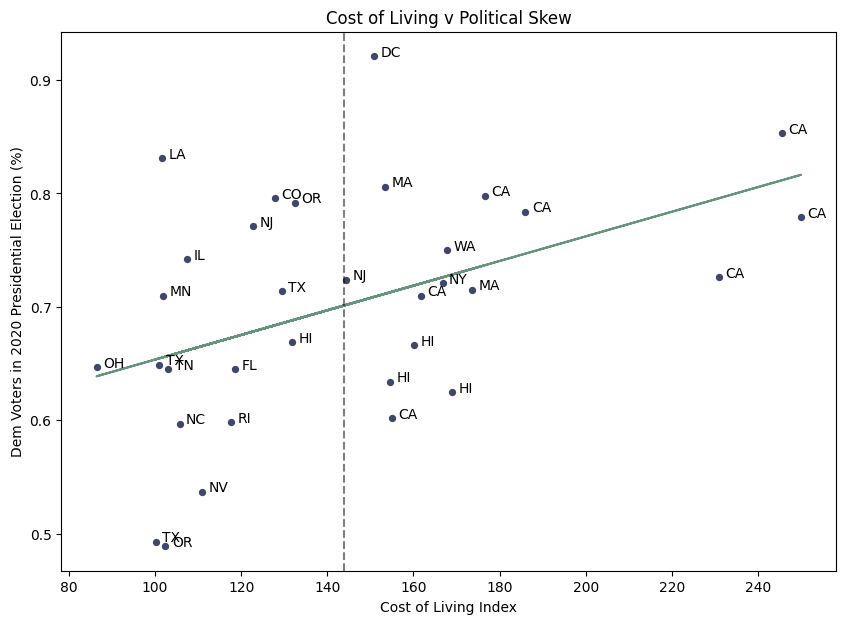 Cost of Living v Political Skew
Dem Voters in 2020 Presidential Election (%)
0.9
0.8
0.7
0.6
0.5
DC
CA
LA
MA
CA
CO
OR
CA
CA
NJ
WA
IL
NJ
CA
NY
MA
TX
CA
MN
HI
HI
TX
OH
TN
FL
HI
HI
CA
RI
NC
NV
TX
OR
80
100
120
140
160
180
200
220
240
Cost of Living Index